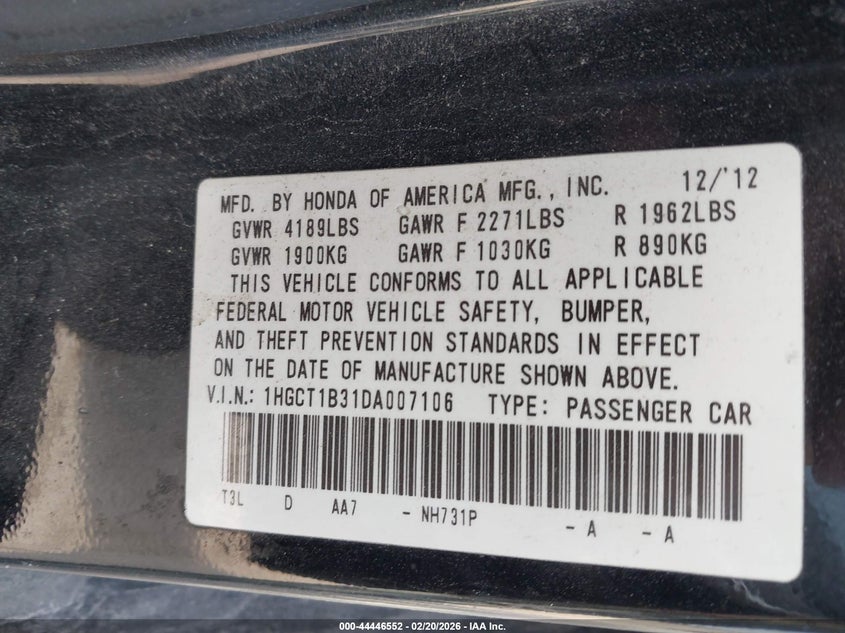 MFD. BY HONDA OF AMERICA MFG., INC. 12/'12
GVWR 4189LBS GAWR F 2271LBS R 1962LBS
GVWR 1900KG GAWR F 1030KG R 890KG
THIS VEHICLE CONFORMS TO ALL APPLICABLE
FEDERAL MOTOR VEHICLE SAFETY, BUMPER,
AND THEFT PREVENTION STANDARDS IN EFFECT
ON THE DATE OF MANUFACTURE SHOWN ABOVE.
V.I.N.: 1HGCT1B31DA007106 TYPE: PASSENGER CAR
T3L D AA7 - NH731P - A - A
000-44446552 - 02/20/2026 - IAA Inc.